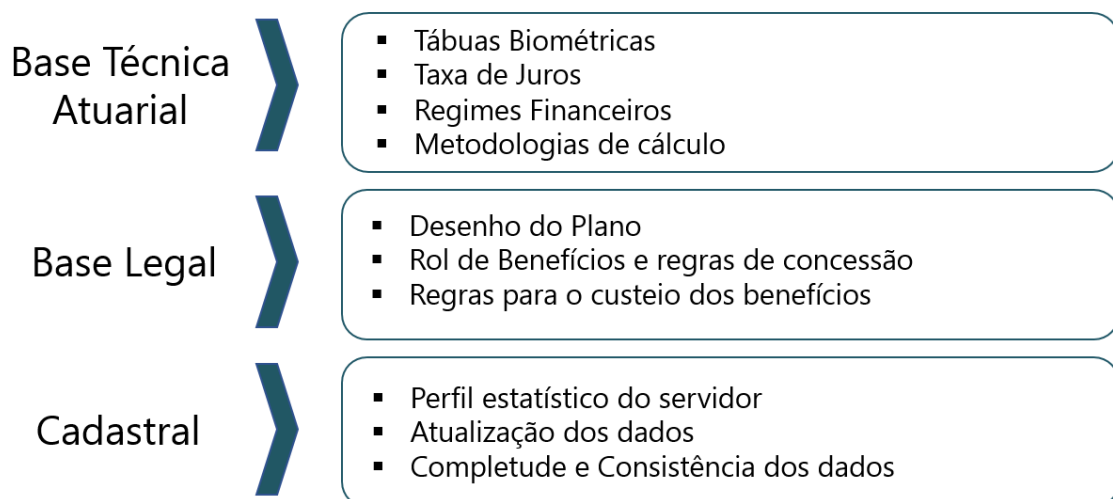 Base Técnica
Atuarial
▪ Tábuas Biométricas
▪ Taxa de Juros
▪ Regimes Financeiros
▪ Metodologias de cálculo
Base Legal
▪ Desenho do Plano
▪ Rol de Benefícios e regras de concessão
▪ Regras para o custeio dos benefícios
Cadastral
▪ Perfil estatístico do servidor
▪ Atualização dos dados
▪ Completude e Consistência dos dados